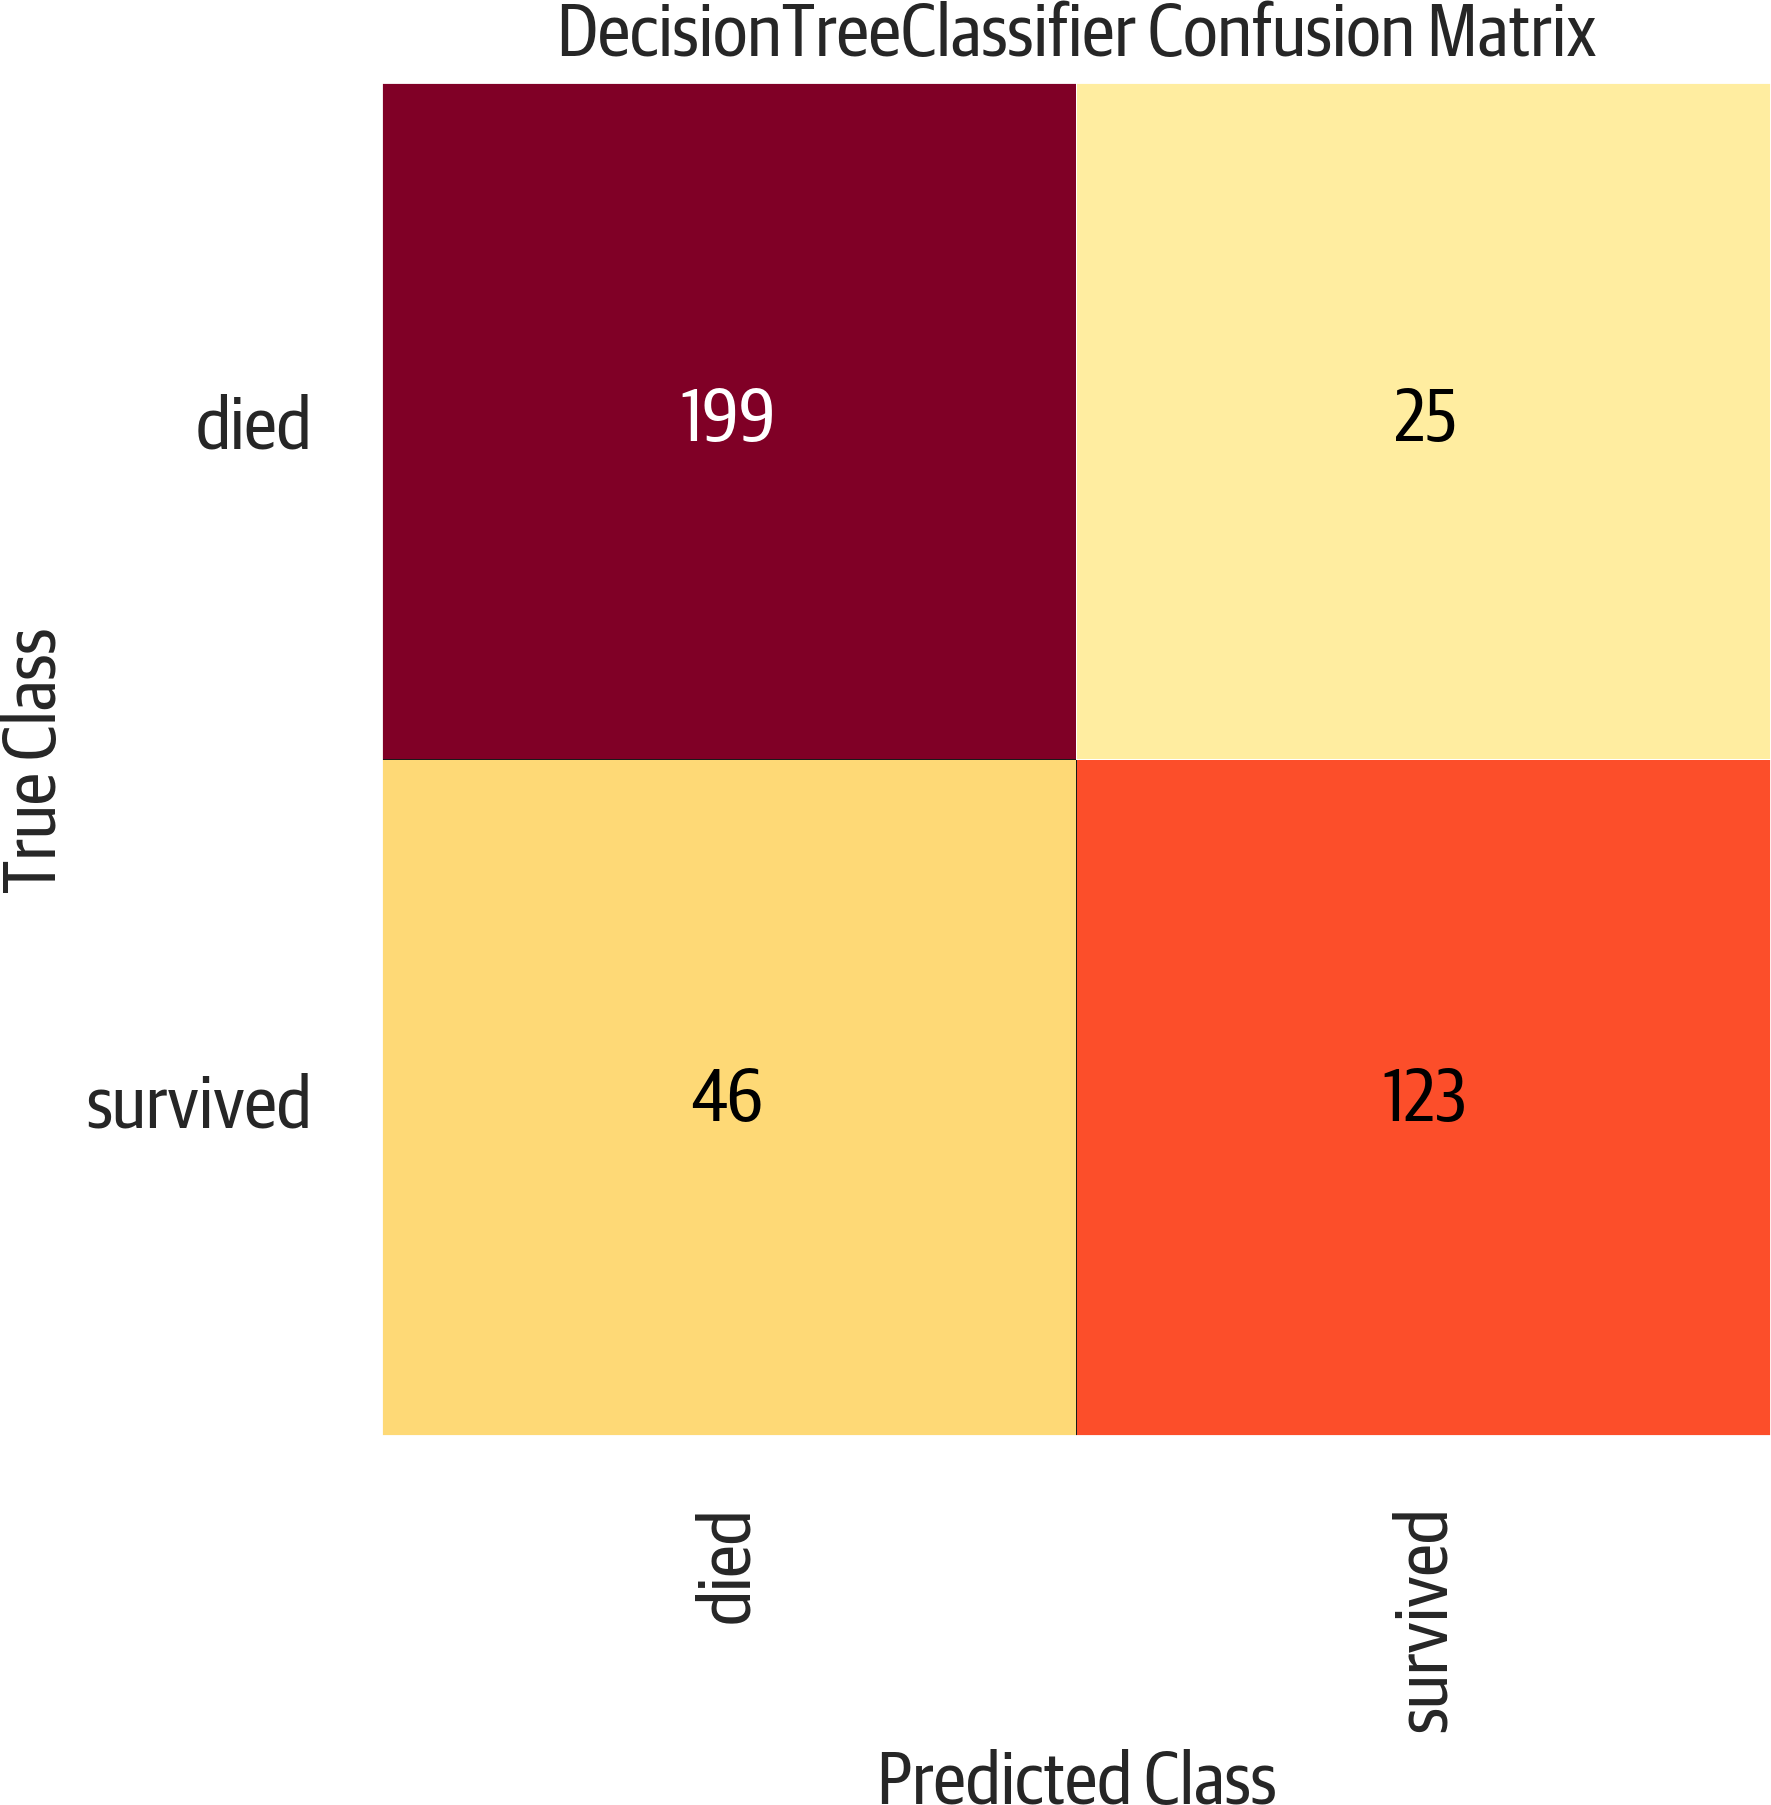 DecisionTreeClassifier Confusion Matrix
died
199
25
True Class
survived
46
123
died
survived
Predicted Class